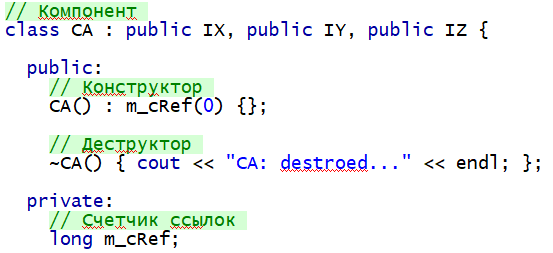 // Компонент
class CA : public IX, public IY, public IZ {
public:
// Конструктор
CA() : m_cRef(0) {};
// Деструктор
~CA() { cout << "CA: destroed..." << endl; };
private:
// Счетчик ссылок
long m_cRef;